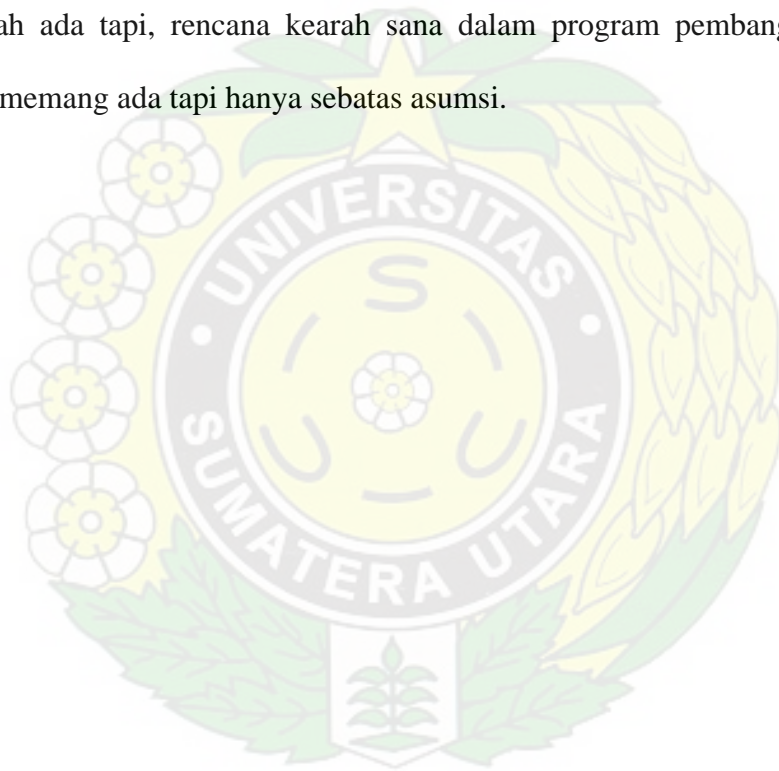 ah ada tapi, rencana kearah sana dalam program pembang
memang ada tapi hanya sebatas asumsi.
UNIVERSITAS
U S U
SUMATERA UTARA